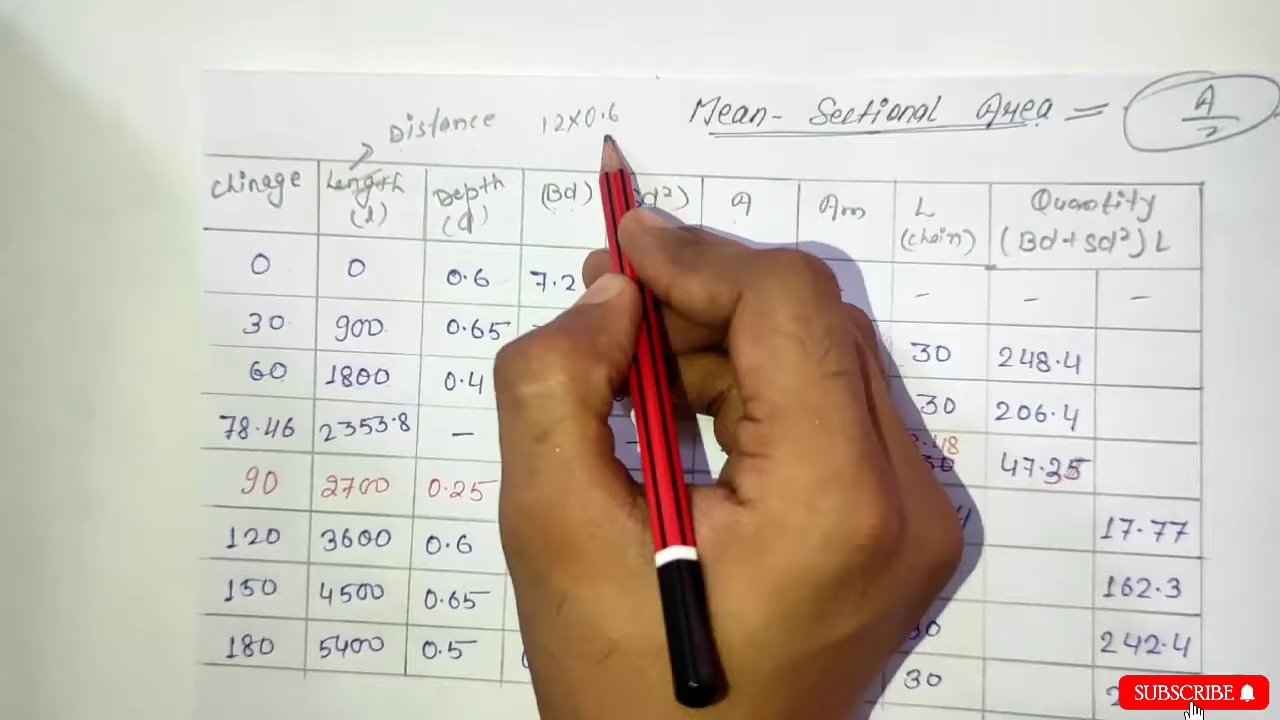 Distance 12×0.6 Mean-Sectional Area = A/2
Chinage Length (l) Depth (d) (Bd) A Am L (chain) Quantity (Bd+Sd²)L
0 0 0.6 7.2 - - -
30 900 0.65 30 248.4
60 1800 0.4 30 206.4
78.46 2353.8 - 47.35
90 2700 0.25 17.77
120 3600 0.6 162.3
150 4500 0.65 242.4
180 5400 0.5 30
SUBSCRIBE